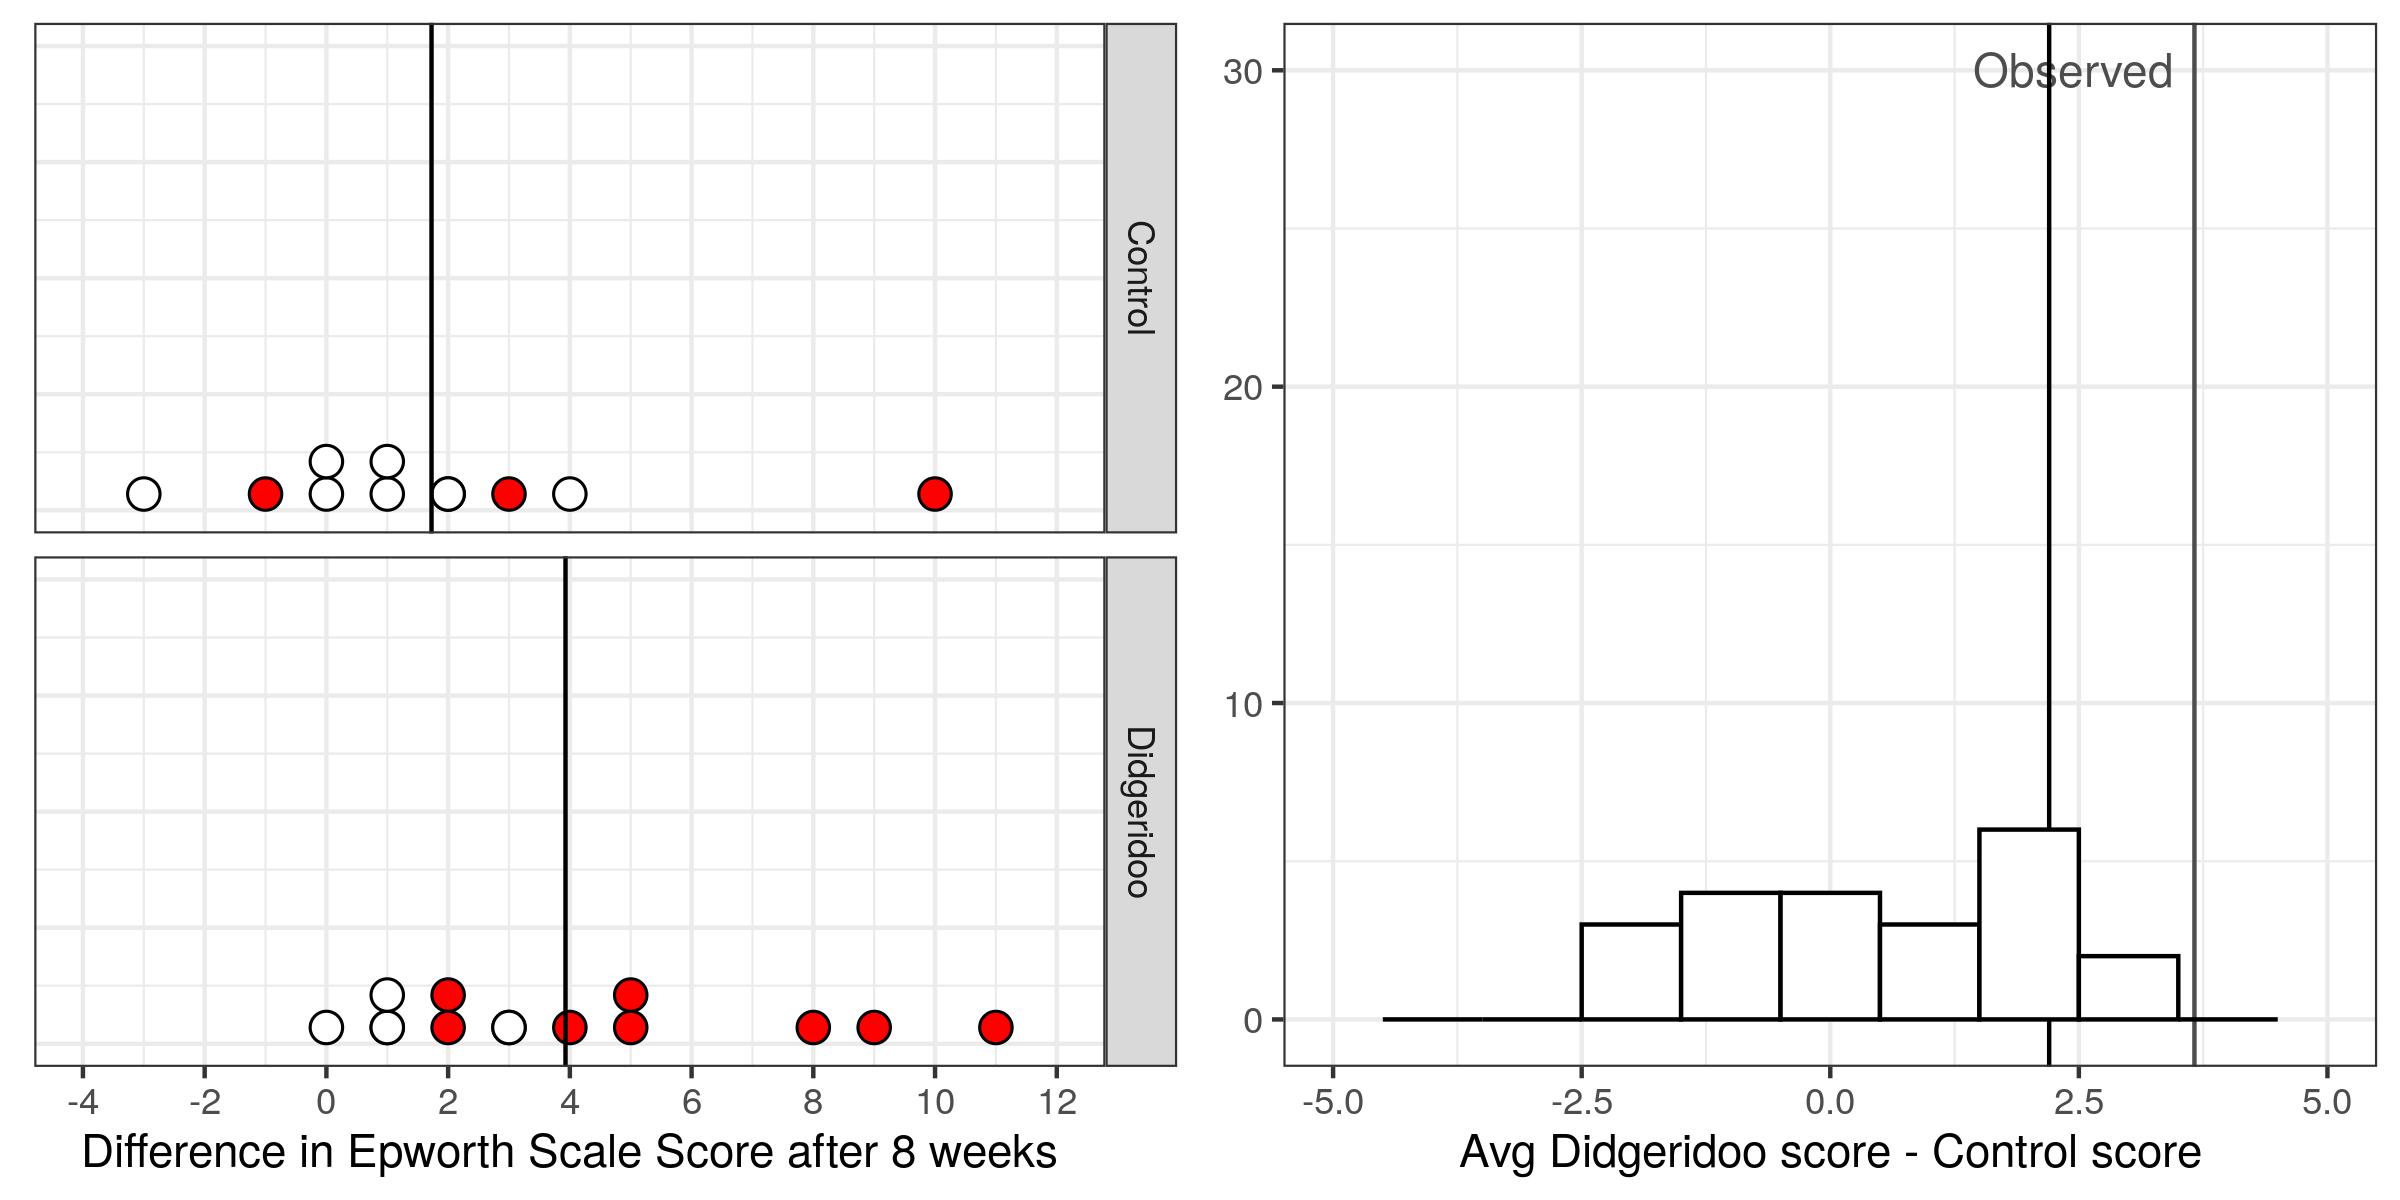 Control
Didgeridoo
-4 -2 0 2 4 6 8 10 12
Difference in Epworth Scale Score after 8 weeks
Observed
30
20
10
0
-5.0 -2.5 0.0 2.5 5.0
Avg Didgeridoo score - Control score